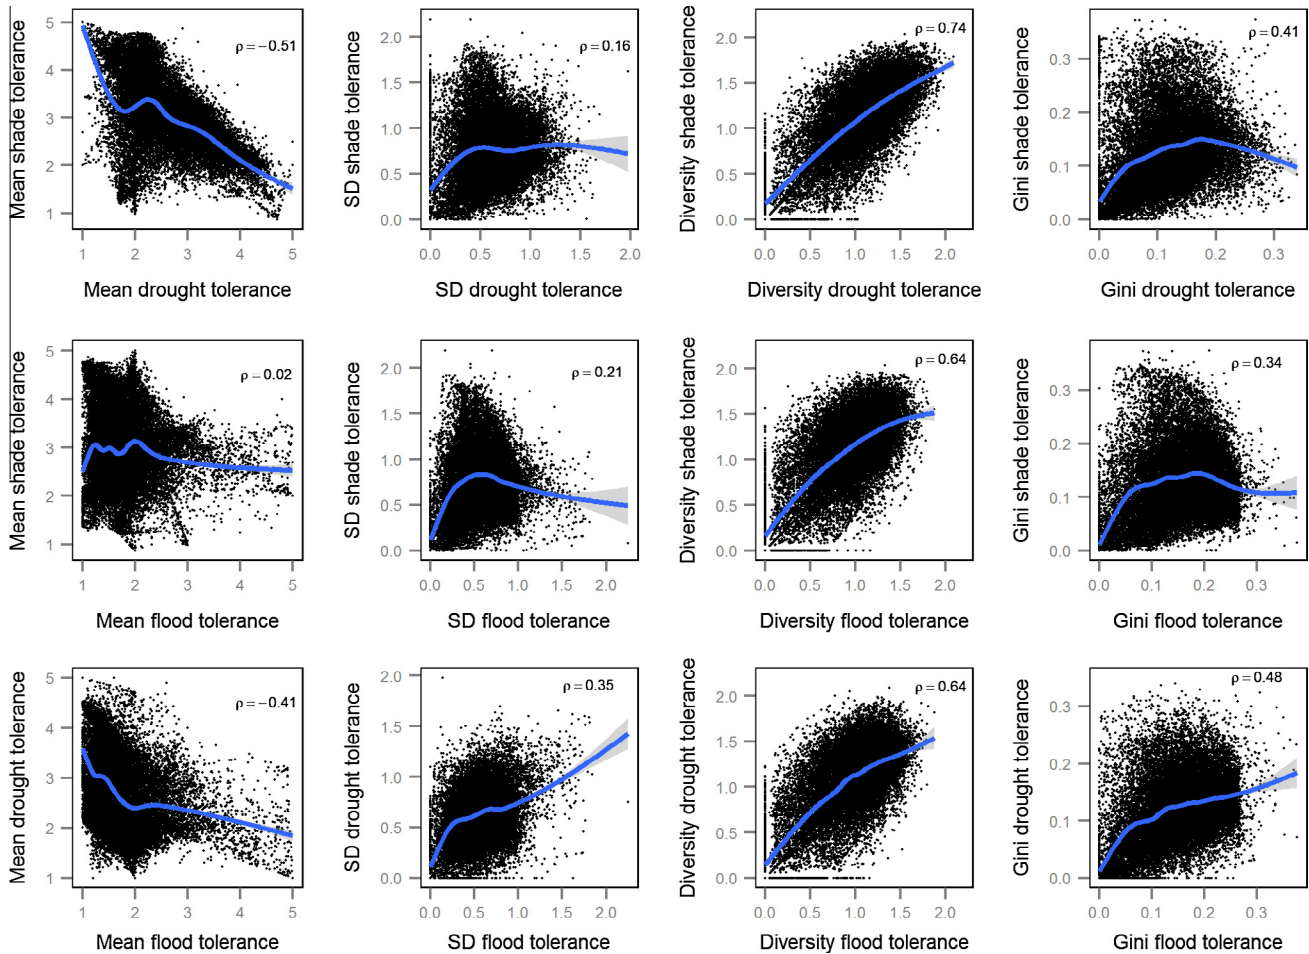 Mean shade tolerance
5
4
3
2
1
ρ = −0.51
1 2 3 4 5
Mean drought tolerance
SD shade tolerance
2.0
1.5
1.0
0.5
0.0
ρ = 0.16
0.0 0.5 1.0 1.5 2.0
SD drought tolerance
Diversity shade tolerance
2.0
1.5
1.0
0.5
0.0
ρ = 0.74
0.0 0.5 1.0 1.5 2.0
Diversity drought tolerance
Gini shade tolerance
0.3
0.2
0.1
0.0
ρ = 0.41
0.0 0.1 0.2 0.3
Gini drought tolerance
Mean shade tolerance
5
4
3
2
1
ρ = 0.02
1 2 3 4 5
Mean flood tolerance
SD shade tolerance
2.0
1.5
1.0
0.5
0.0
ρ = 0.21
0.0 0.5 1.0 1.5 2.0
SD flood tolerance
Diversity shade tolerance
2.0
1.5
1.0
0.5
0.0
ρ = 0.64
0.0 0.5 1.0 1.5
Diversity flood tolerance
Gini shade tolerance
0.3
0.2
0.1
0.0
ρ = 0.34
0.0 0.1 0.2 0.3
Gini flood tolerance
Mean drought tolerance
5
4
3
2
1
ρ = −0.41
1 2 3 4 5
Mean flood tolerance
SD drought tolerance
2.0
1.5
1.0
0.5
0.0
ρ = 0.35
0.0 0.5 1.0 1.5 2.0
SD flood tolerance
Diversity drought tolerance
2.0
1.5
1.0
0.5
0.0
ρ = 0.64
0.0 0.5 1.0 1.5
Diversity flood tolerance
Gini drought tolerance
0.3
0.2
0.1
0.0
ρ = 0.48
0.0 0.1 0.2 0.3
Gini flood tolerance